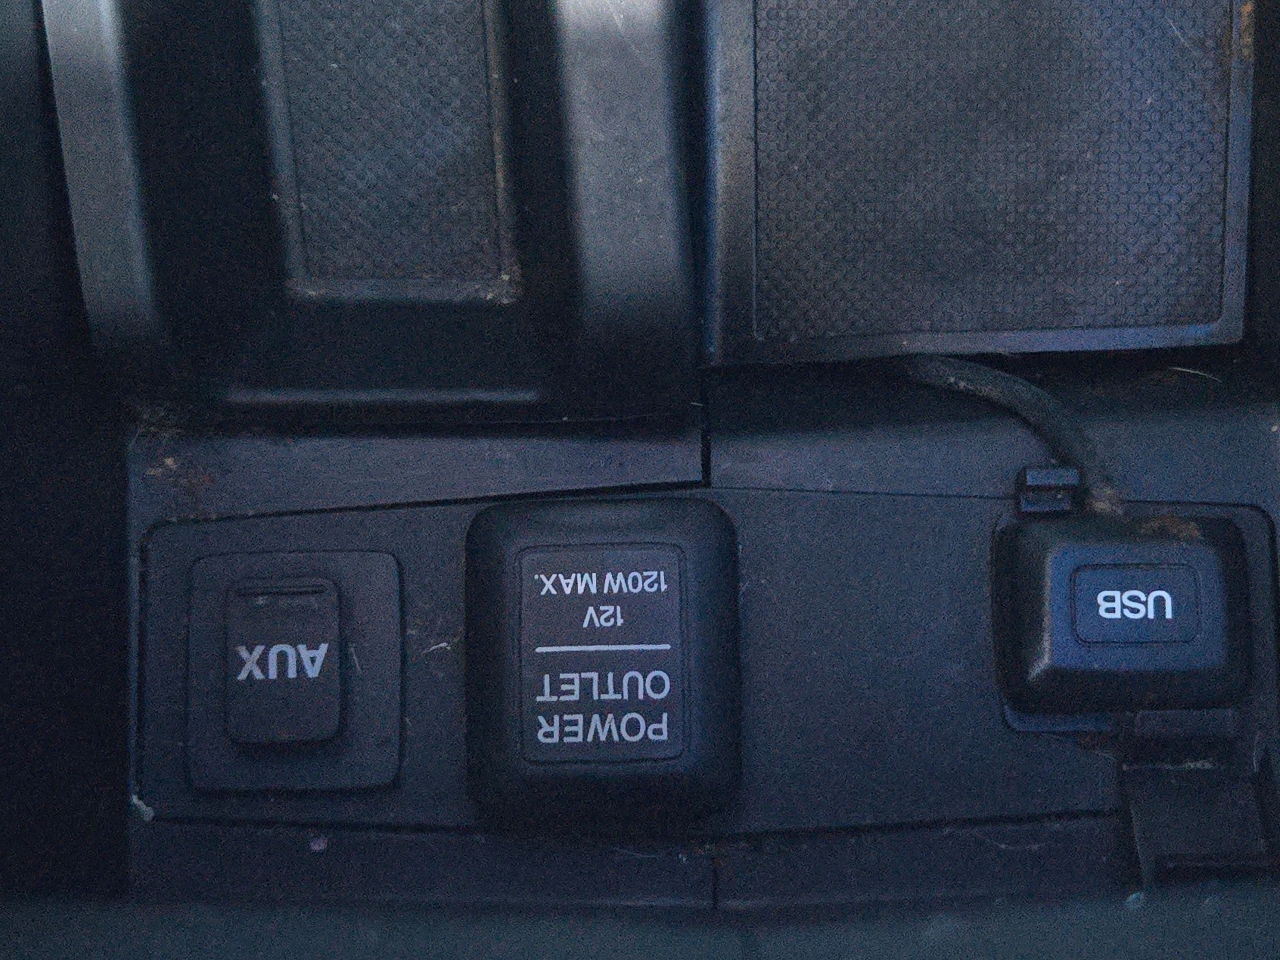 USB
POWER
OUTLET
12V
120W MAX.
AUX